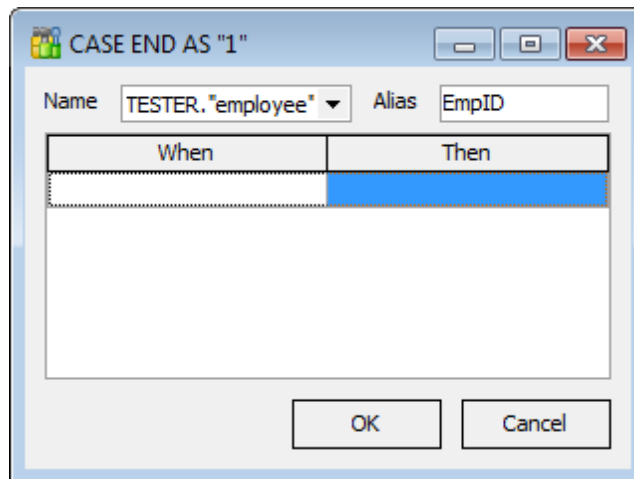 CASE END AS "1"
Name TESTER."employee" Alias EmpID
When Then
OK Cancel